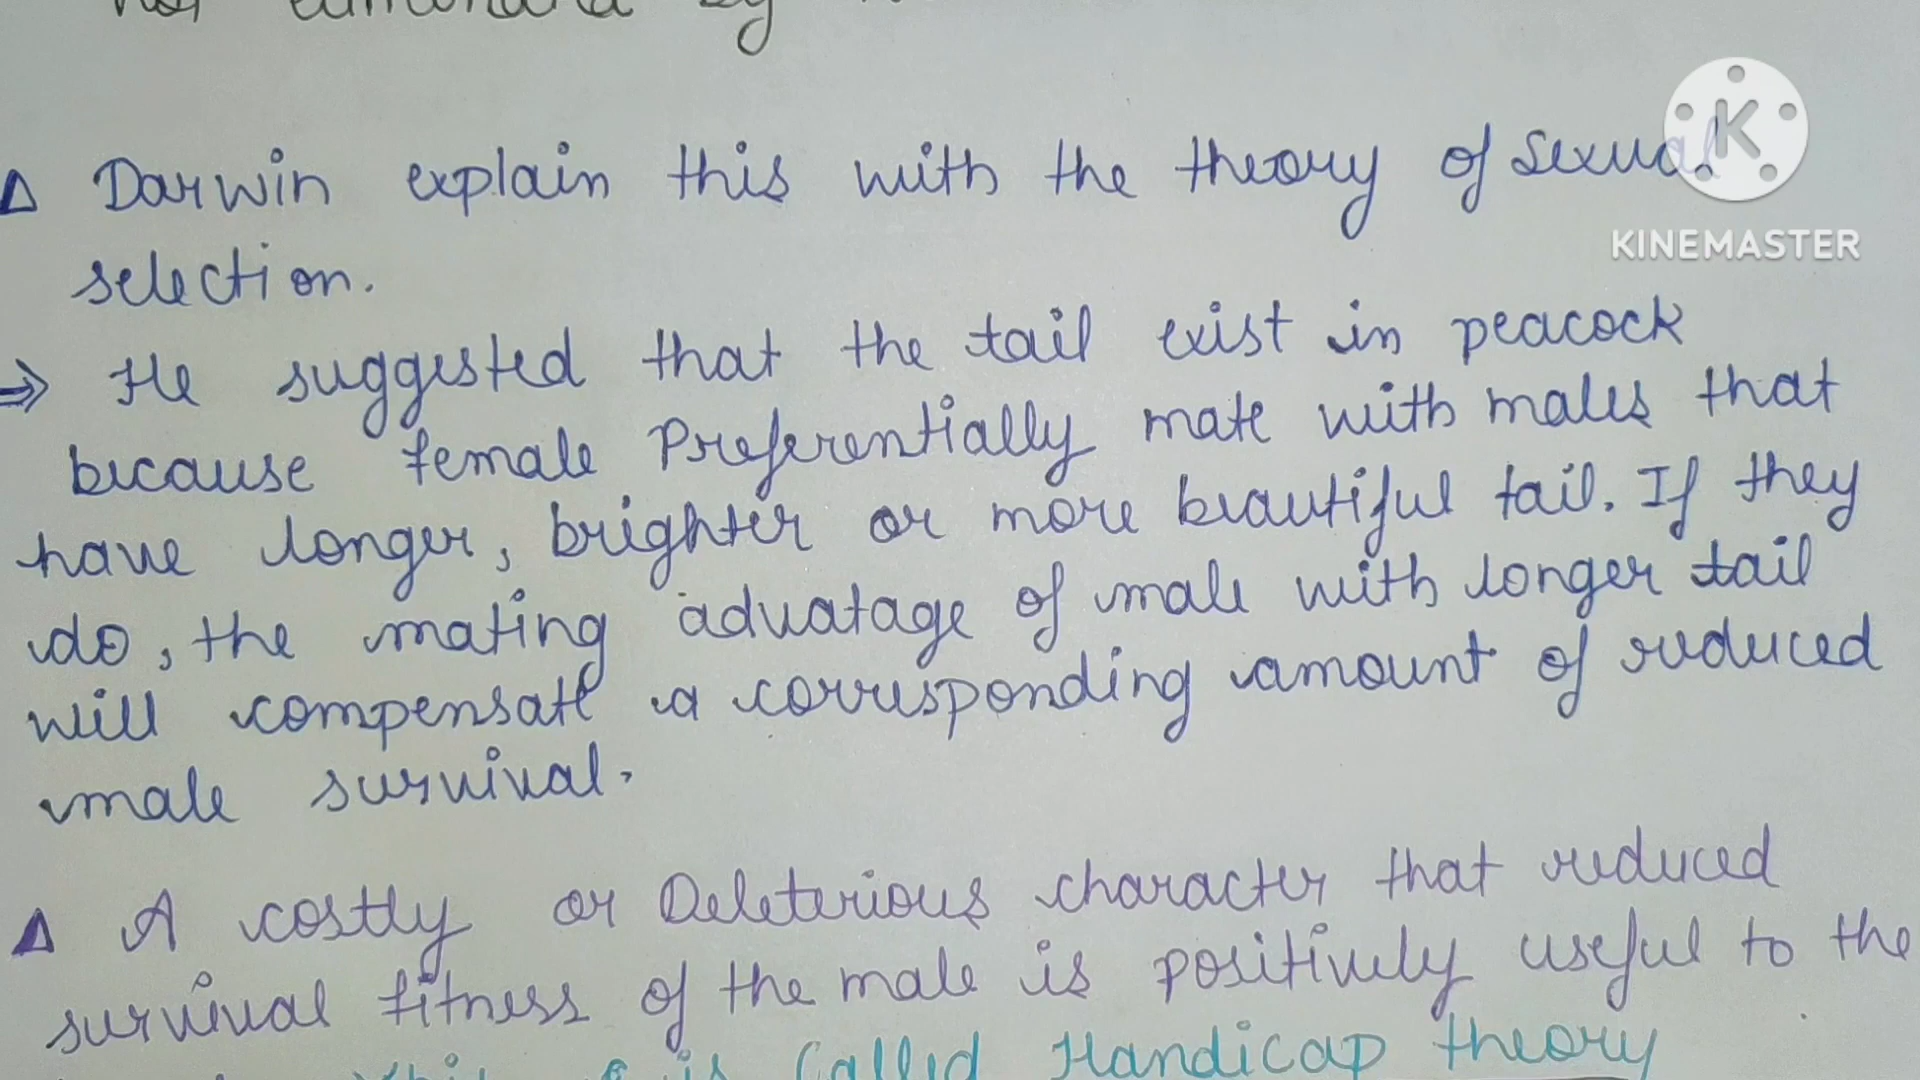 Δ Darwin explain this with the theory of sexual
selection.
⇒ He suggested that the tail exist in peacock
because female Preferentially mate with males that
have longer, brighter or more beautiful tail. If they
do, the mating advatage of male with longer tail
will compensate a corresponding amount of reduced
male survival.
Δ A costly or Deleterious character that reduced
survival fitness of the male is positively useful to the
is called Handicap theory
K
KINEMASTER